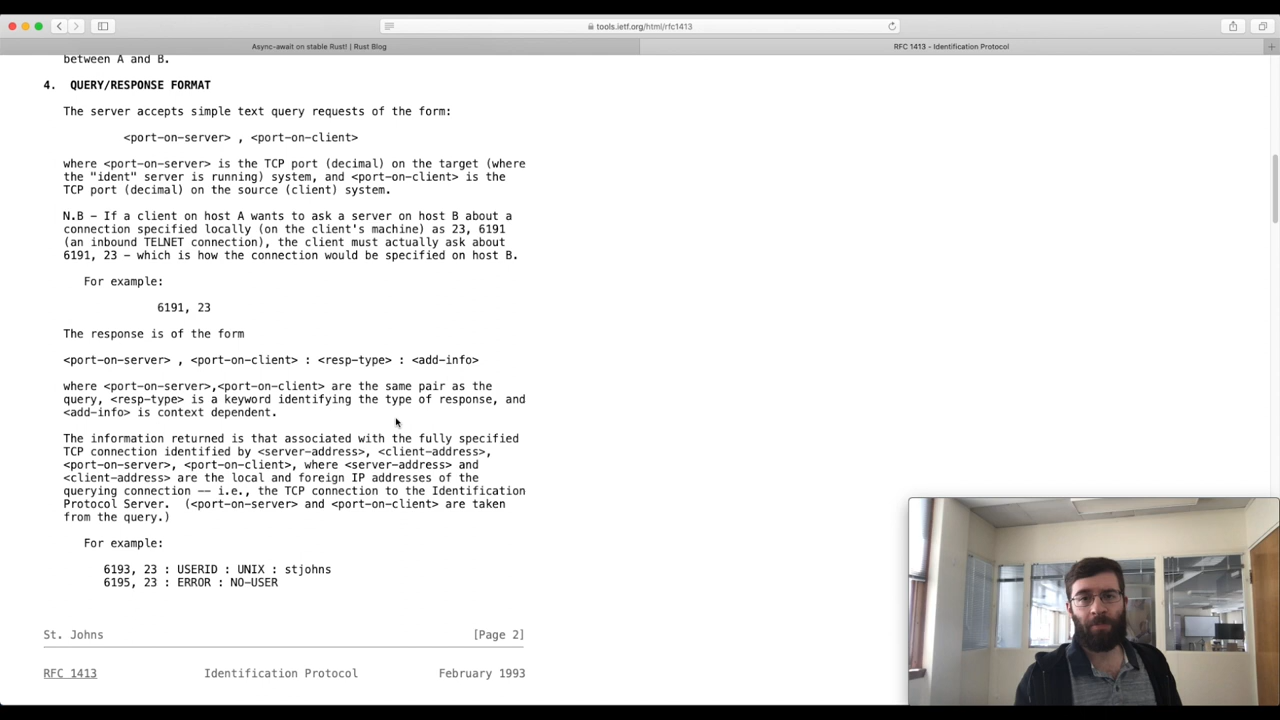 tools.ietf.org/html/rfc1413
Async-await on stable Rust! | Rust Blog
RFC 1413 - Identification Protocol
between A and B.
4. QUERY/RESPONSE FORMAT
The server accepts simple text query requests of the form:
<port-on-server> , <port-on-client>
where <port-on-server> is the TCP port (decimal) on the target (where
the "ident" server is running) system, and <port-on-client> is the
TCP port (decimal) on the source (client) system.
N.B - If a client on host A wants to ask a server on host B about a
connection specified locally (on the client's machine) as 23, 6191
(an inbound TELNET connection), the client must actually ask about
6191, 23 - which is how the connection would be specified on host B.
For example:
6191, 23
The response is of the form
<port-on-server> , <port-on-client> : <resp-type> : <add-info>
where <port-on-server>,<port-on-client> are the same pair as the
query, <resp-type> is a keyword identifying the type of response, and
<add-info> is context dependent.
The information returned is that associated with the fully specified
TCP connection identified by <server-address>, <client-address>,
<port-on-server>, <port-on-client>, where <server-address> and
<client-address> are the local and foreign IP addresses of the
querying connection -- i.e., the TCP connection to the Identification
Protocol Server. (<port-on-server> and <port-on-client> are taken
from the query.)
For example:
6193, 23 : USERID : UNIX : stjohns
6195, 23 : ERROR : NO-USER
St. Johns [Page 2]
RFC 1413 Identification Protocol February 1993